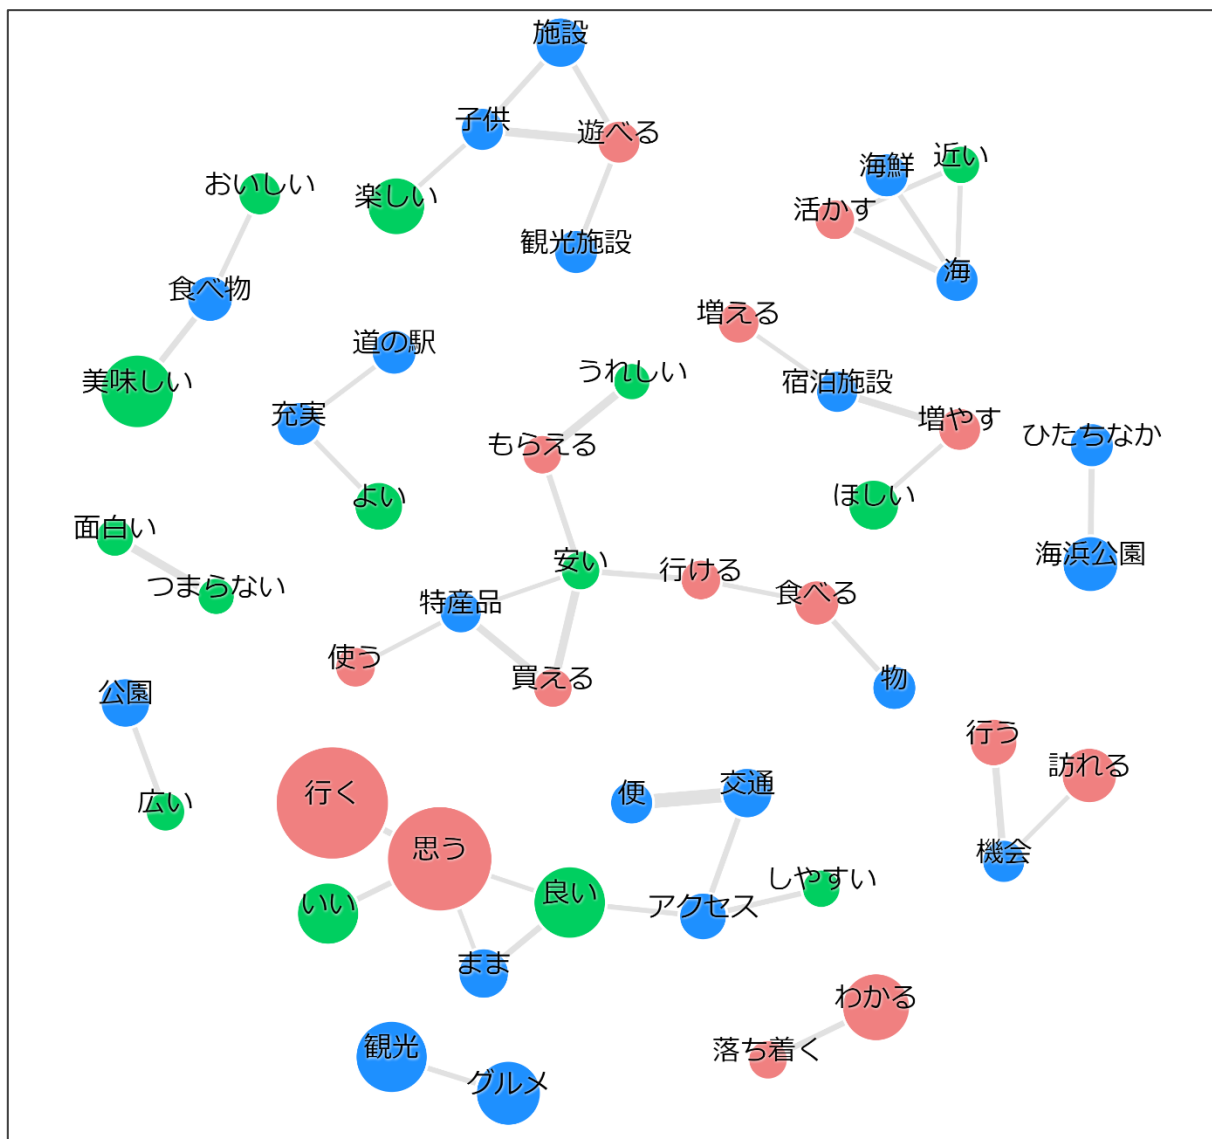 施設
子供
遊べる
楽しい
観光施設
おいしい
食べ物
美味しい
海鮮
近い
活かす
海
増える
宿泊施設
増やす
ほしい
道の駅
充実
よい
うれしい
もらえる
ひたちなか
海浜公園
面白い
つまらない
安い
行ける
食べる
物
特産品
使う
買える
公園
広い
行く
思う
いい
良い
まま
便
交通
アクセス
しやすい
行う
訪れる
機会
わかる
落ち着く
観光
グルメ